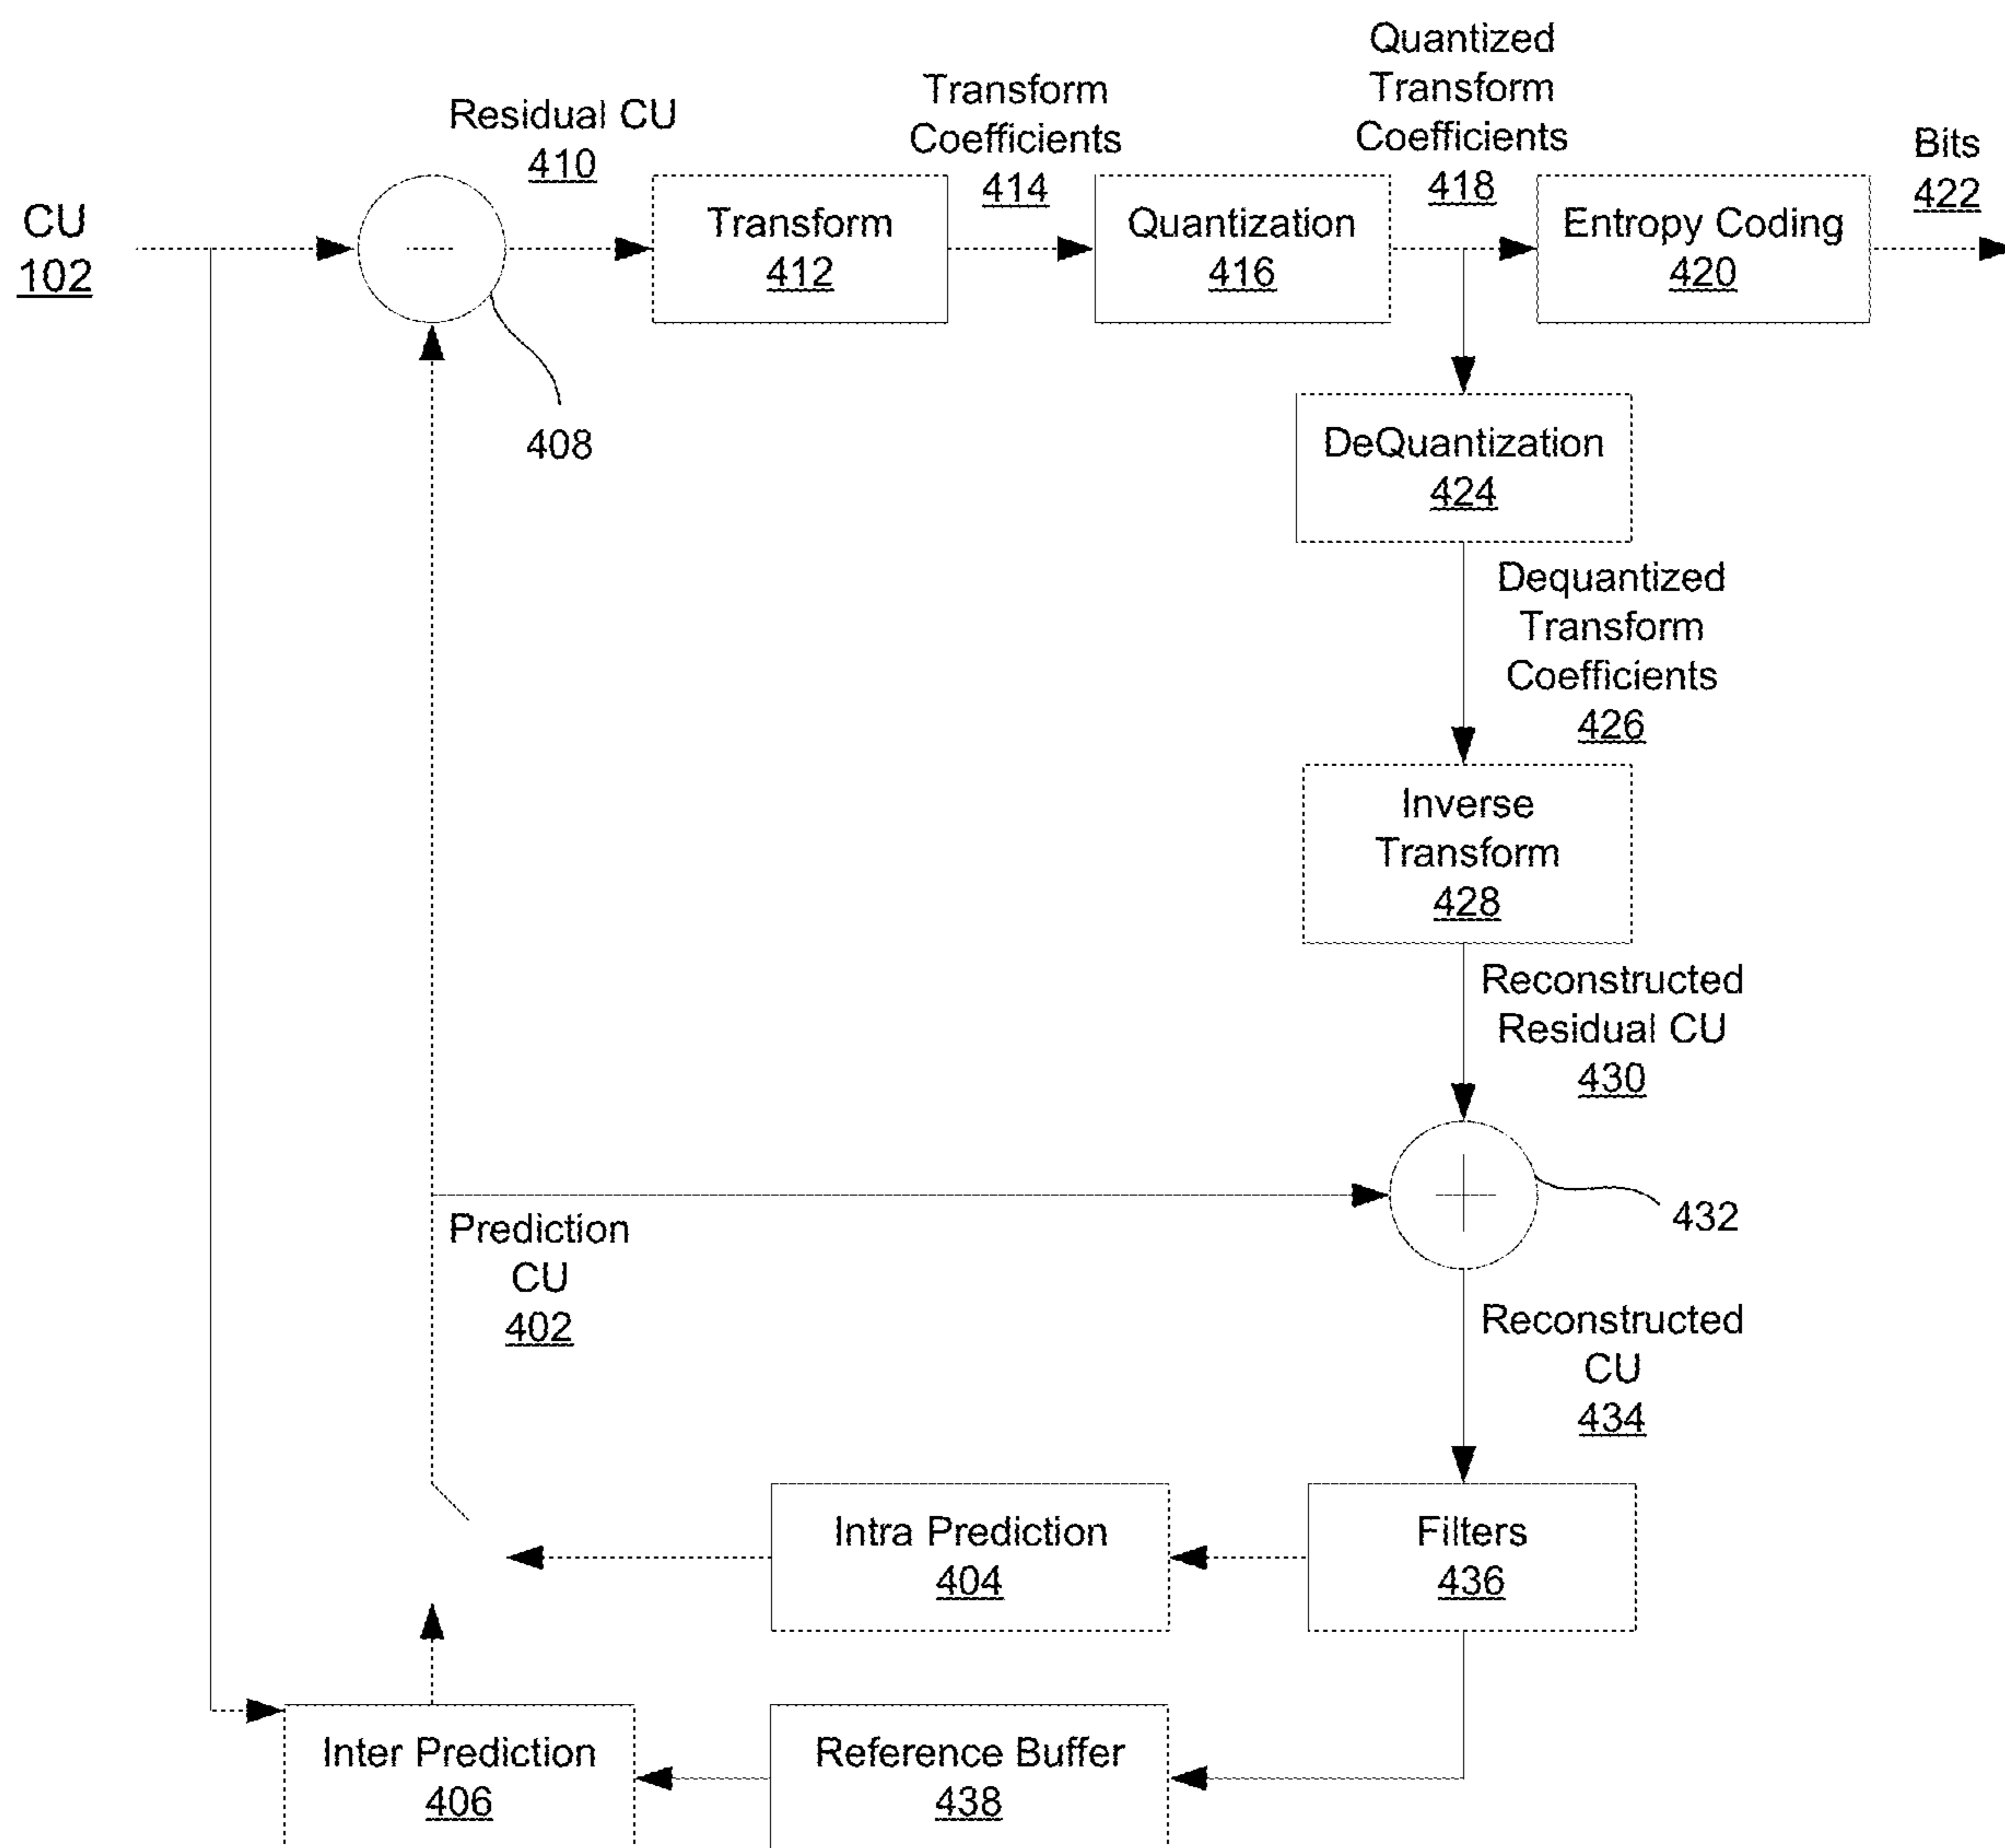 CU
102
Residual CU
410
Transform
412
Transform
Coefficients
414
Quantization
416
Quantized
Transform
Coefficients
418
Entropy Coding
420
Bits
422
408
DeQuantization
424
Dequantized
Transform
Coefficients
426
Inverse
Transform
428
Reconstructed
Residual CU
430
432
Prediction
CU
402
Reconstructed
CU
434
Intra Prediction
404
Filters
436
Inter Prediction
406
Reference Buffer
438